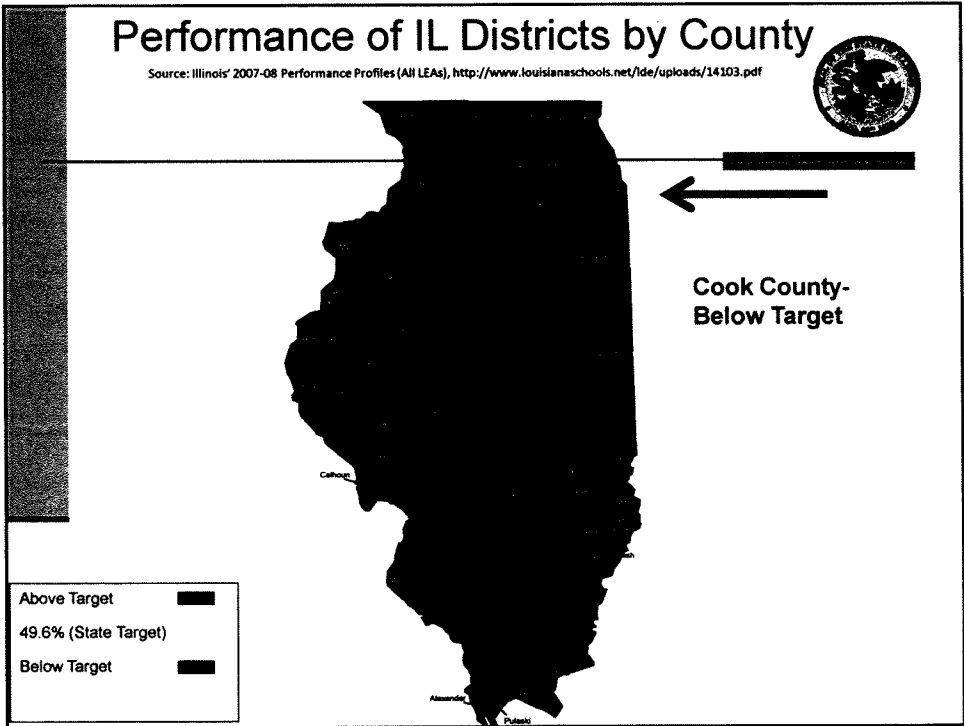 Performance of IL Districts by County
Source: Illinois' 2007-08 Performance Profiles (All LEAs), http://www.louisianaschools.net/lde/uploads/14103.pdf
Cook County-
Below Target
Calhoun
Above Target
49.6% (State Target)
Below Target
Alexander
Pulaski